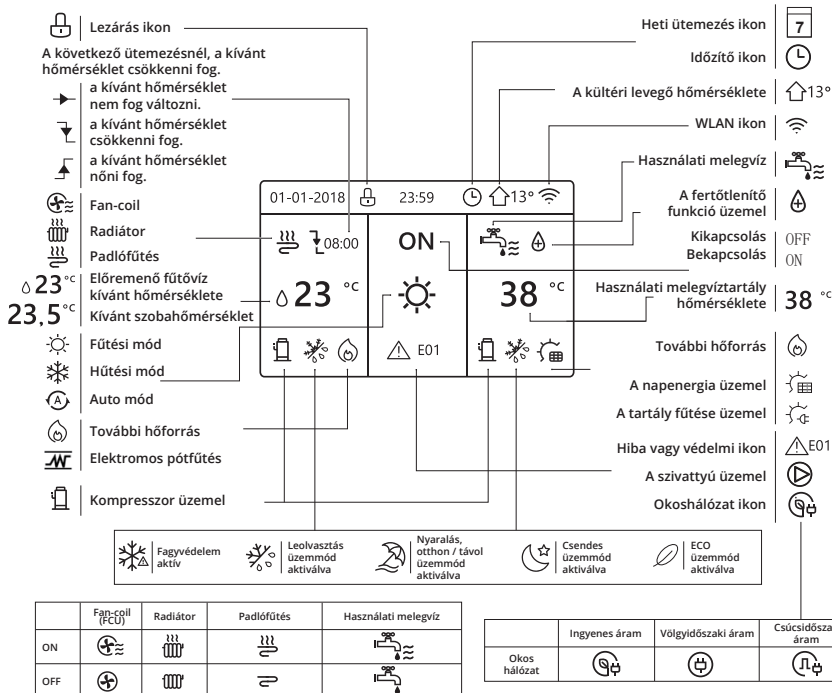 Lezárás ikon
A következő ütemezésnél, a kívánt
hőmérséklet csökkenni fog.
a kívánt hőmérséklet
nem fog változni.
a kívánt hőmérséklet
csökkenni fog.
a kívánt hőmérséklet
nőni fog.
Fan-coil
Radiátor
Padlófűtés
23°C
Előremenő fűtővíz
kívánt hőmérséklete
23,5°C
Kívánt szobahőmérséklet
Fűtési mód
Hűtési mód
A
Auto mód
További hőforrás
Elektromos pótfűtés
Kompresszor üzemel
01-01-2018
23:59
13°
08:00
23 °C
ON
E01
38 °C
Heti ütemezés ikon
7
Időzítő ikon
A kültéri levegő hőmérséklete
13°
WLAN ikon
Használati melegvíz
A fertőtlenítő
funkció üzemel
Kikapcsolás OFF
Bekapcsolás ON
Használati melegvíztartály
hőmérséklete
38 °C
További hőforrás
A napenergia üzemel
A tartály fűtése üzemel
Hiba vagy védelmi ikon
E01
A szivattyú üzemel
Okoshálózat ikon
Fagyvédelem
aktív
Leolvasztás
üzemmód
aktiválva
Nyaralás,
otthon / távol
üzemmód
aktiválva
Csendes
üzemmód
aktiválva
ECO
üzemmód
aktiválva
Fan-coil
(FCU)
Radiátor
Padlófűtés
Használati melegvíz
ON
OFF
Ingyenes áram
Völgyidőszaki áram
Csúcsidősza
áram
Okos
hálózat